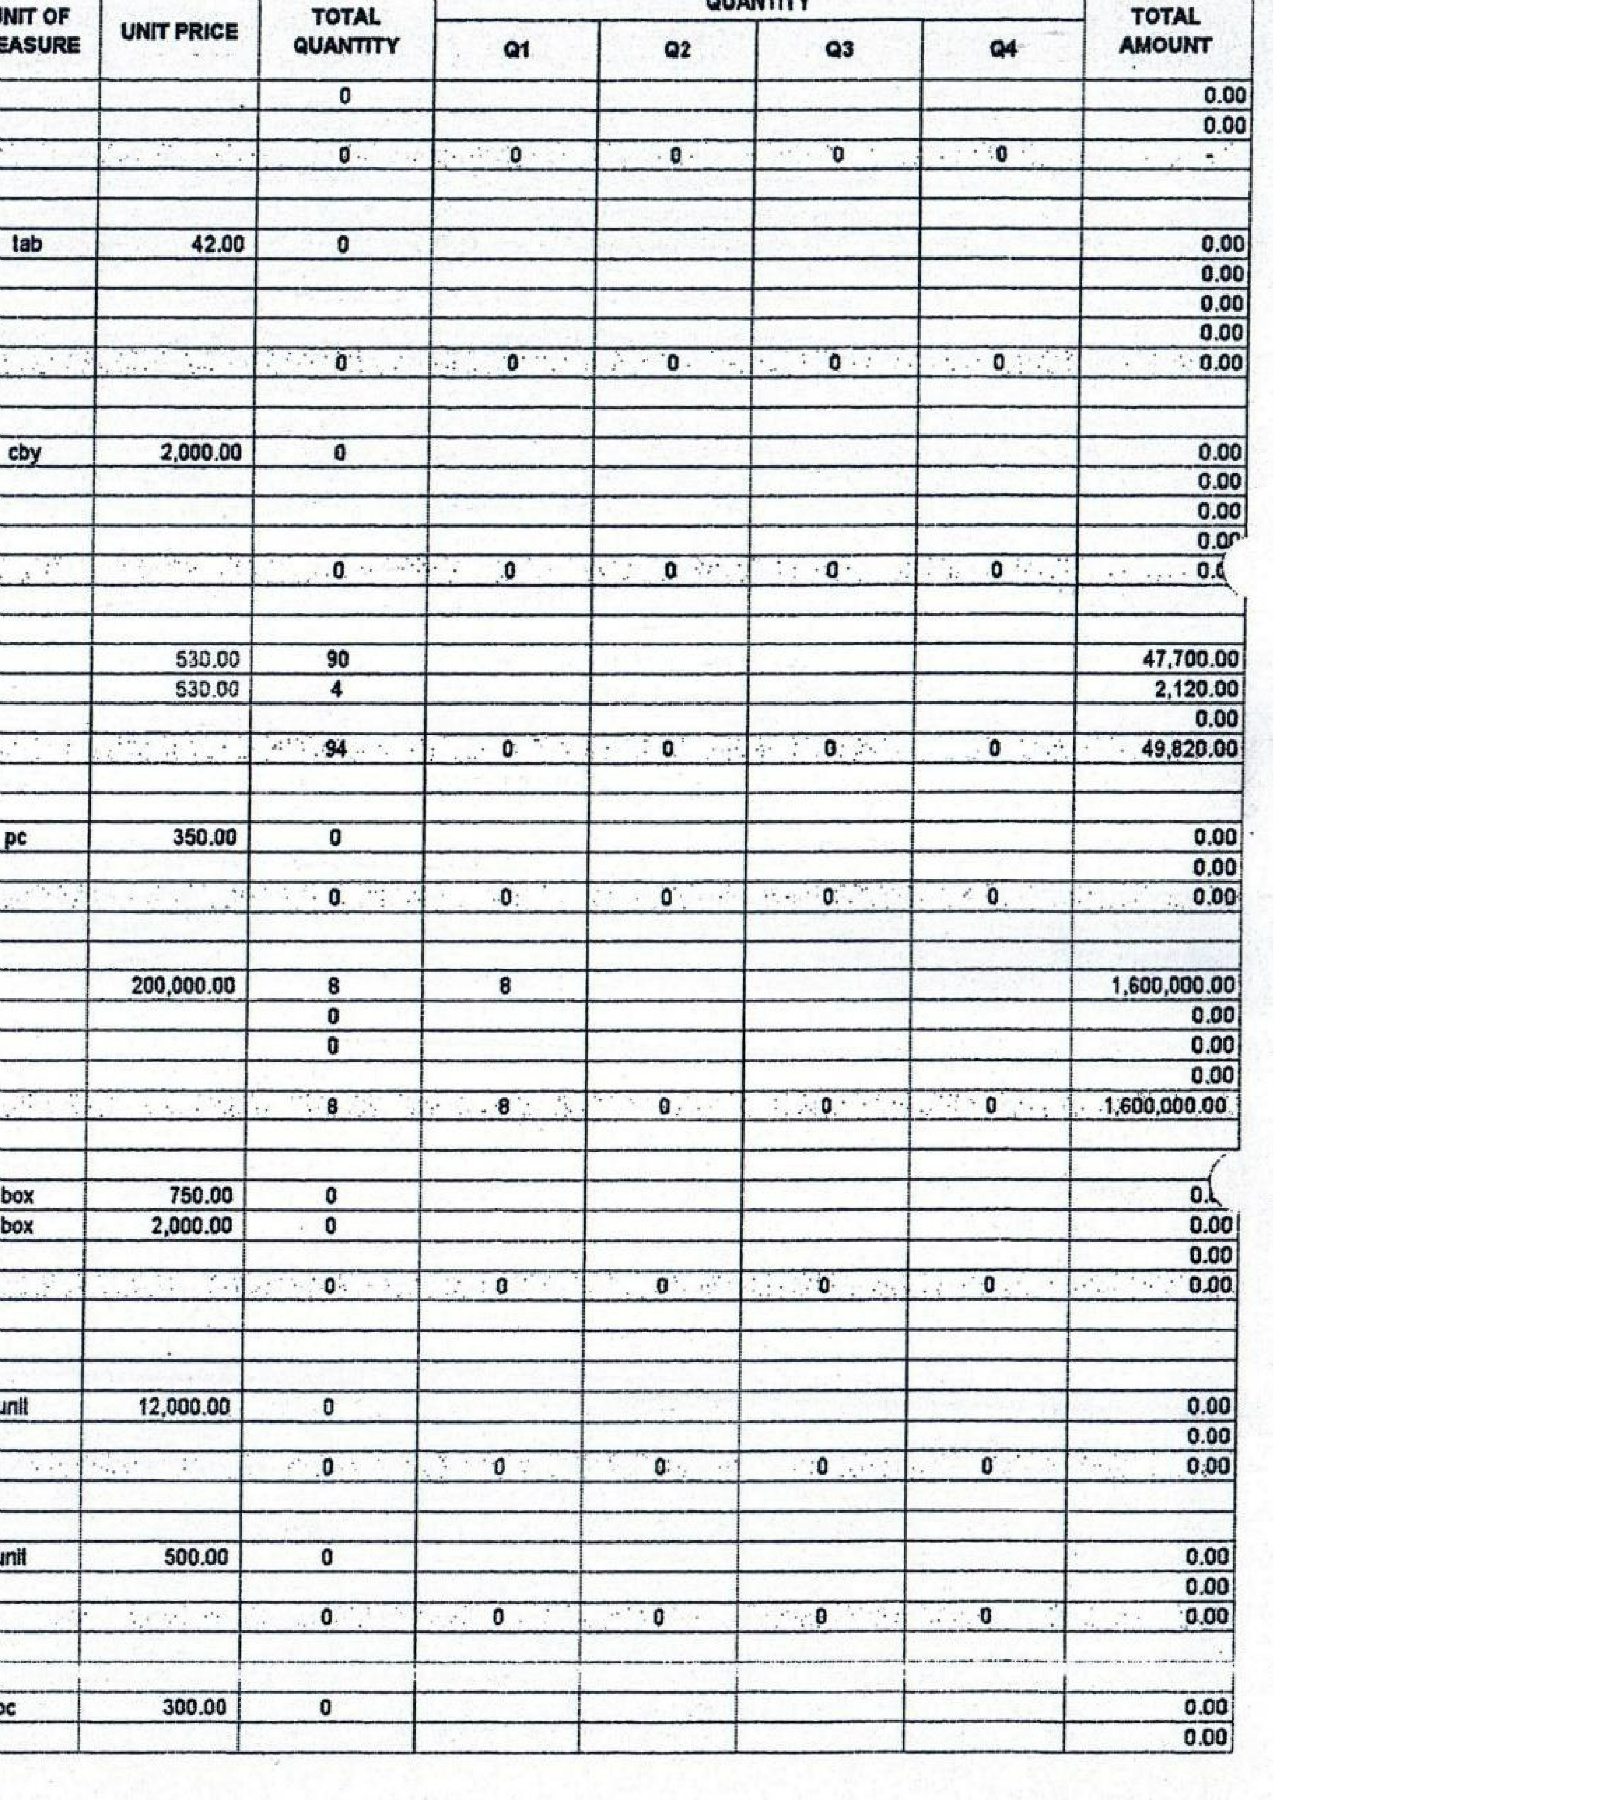 QUANTITY
NIT OF TOTAL TOTAL
EASURE UNIT PRICE QUANTITY Q1 Q2 Q3 Q4 AMOUNT
0 0.00
0.00
0 0 0 0 0 -
tab 42.00 0 0.00
0.00
0.00
0.00
0 0 0 0 0 0.00
cby 2,000.00 0 0.00
0.00
0.00
0.00
0 0 0 0 0 0.0
530.00 90 47,700.00
530.00 4 2,120.00
0.00
94 0 0 0 0 49,820.00
pc 350.00 0 0.00
0.00
0 0 0 0 0 0.00
200,000.00 8 8 1,600,000.00
0 0.00
0 0.00
0.00
8 8 0 0 0 1,600,000.00
box 750.00 0 0.
box 2,000.00 0 0.00
0.00
0 0 0 0 0 0.00
unit 12,000.00 0 0.00
0.00
0 0 0 0 0 0.00
unit 500.00 0 0.00
0.00
0 0 0 0 0 0.00
pc 300.00 0 0.00
0.00